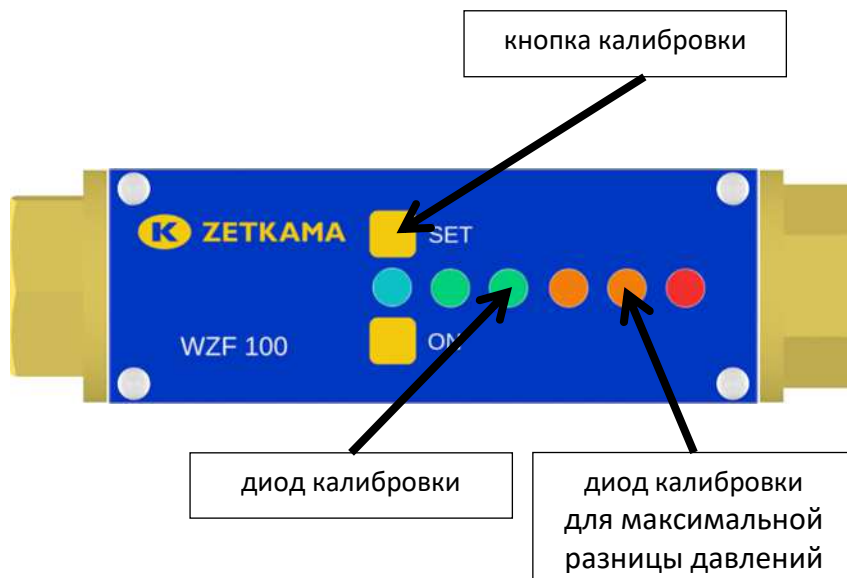 кнопка калибровки
K ZETKAMA
SET
WZF 100
ON
диод калибровки
диод калибровки
для максимальной
разницы давлений